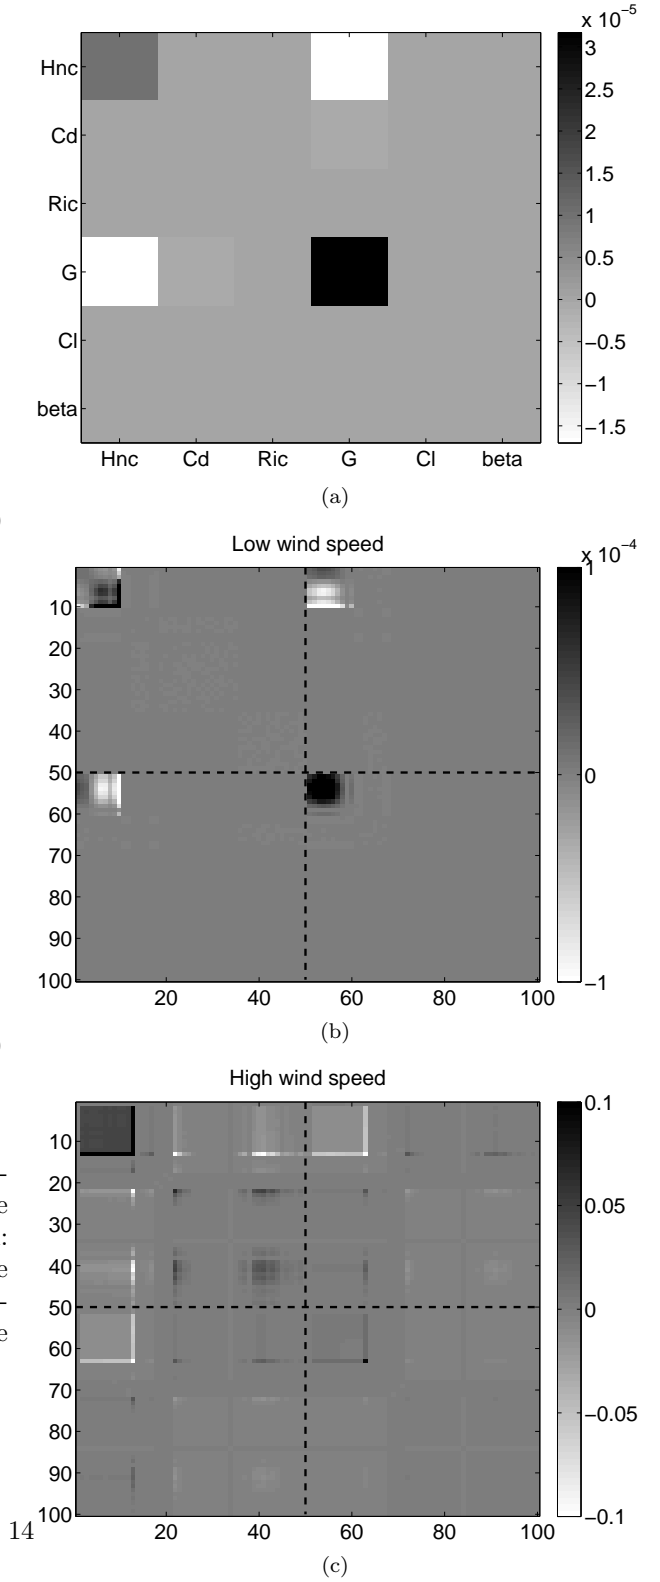 x 10−5
Hnc
Cd
Ric
G
Cl
beta
3
2.5
2
1.5
1
0.5
0
−0.5
−1
−1.5
Hnc Cd Ric G Cl beta
(a)
)
Low wind speed
x 10−4
10
20
30
40
50
60
70
80
90
100
1
0
−1
20 40 60 80 100
(b)
)
High wind speed
10
20
30
40
50
60
70
80
90
100
0.1
0.05
0
−0.05
−0.1
–
e
:
e
–
e
20 40 60 80 100
14
(c)